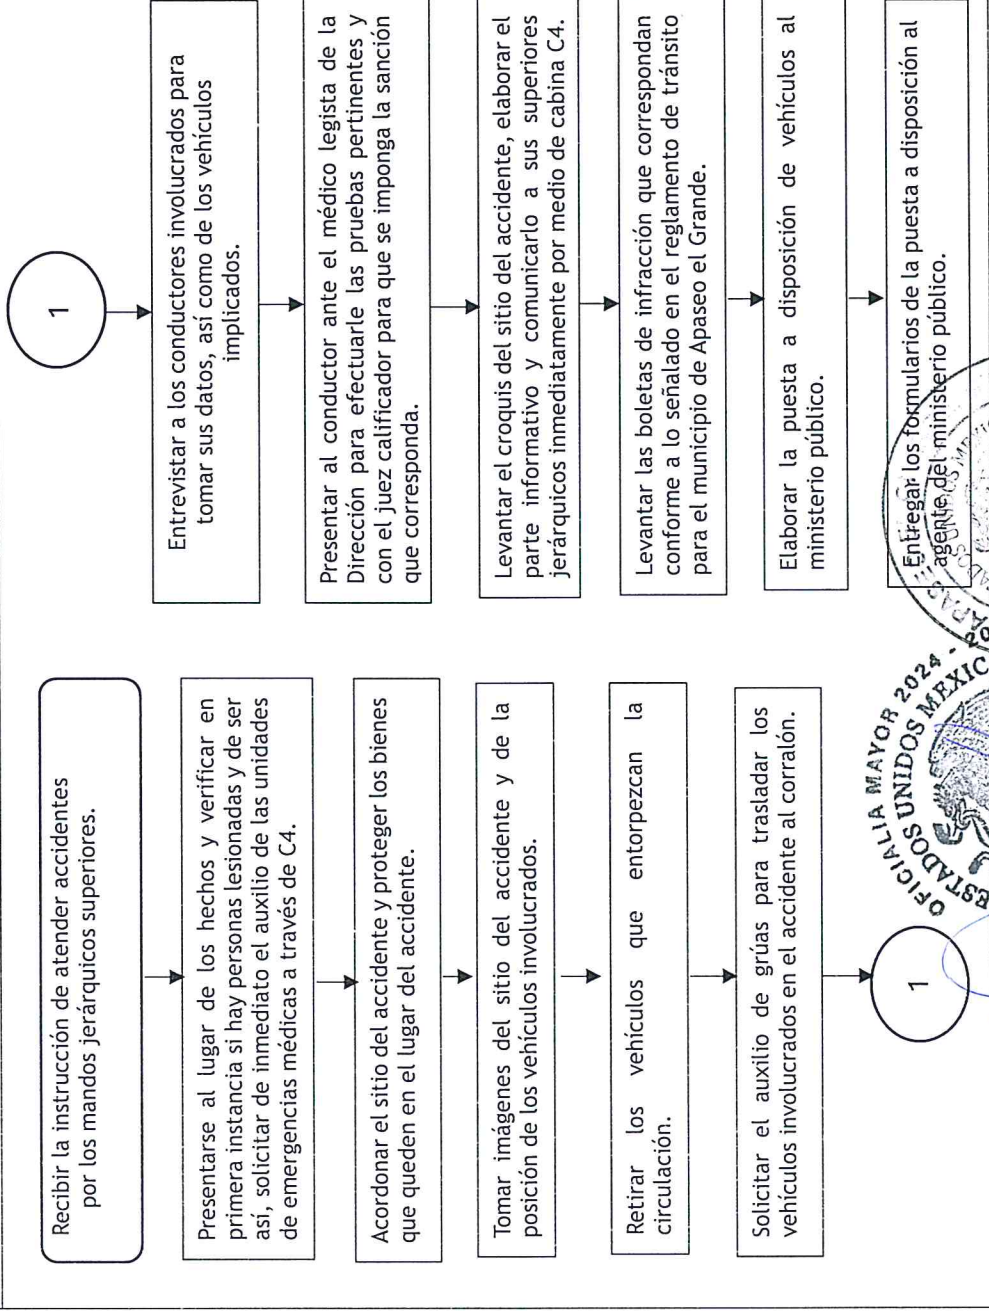 Recibir la instrucción de atender accidentes
por los mandos jerárquicos superiores.
Presentarse al lugar de los hechos y verificar en
primera instancia si hay personas lesionadas y de ser
así, solicitar de inmediato el auxilio de las unidades
de emergencias médicas a través de C4.
Acordonar el sitio del accidente y proteger los bienes
que queden en el lugar del accidente.
Tomar imágenes del sitio del accidente y de la
posición de los vehículos involucrados.
Retirar los vehículos que entorpezcan la
circulación.
Solicitar el auxilio de grúas para trasladar los
vehículos involucrados en el accidente al corralón.
1
1
Entrevistar a los conductores involucrados para
tomar sus datos, así como de los vehículos
implicados.
Presentar al conductor ante el médico legista de la
Dirección para efectuarle las pruebas pertinentes y
con el juez calificador para que se imponga la sanción
que corresponda.
Levantar el croquis del sitio del accidente, elaborar el
parte informativo y comunicarlo a sus superiores
jerárquicos inmediatamente por medio de cabina C4.
Levantar las boletas de infracción que correspondan
conforme a lo señalado en el reglamento de tránsito
para el municipio de Apaseo el Grande.
Elaborar la puesta a disposición de vehículos al
ministerio público.
Entregar los formularios de la puesta a disposición al
agente del ministerio público.
OFICIALIA MAYOR 2024 - 20
ESTADOS UNIDOS MEXIC